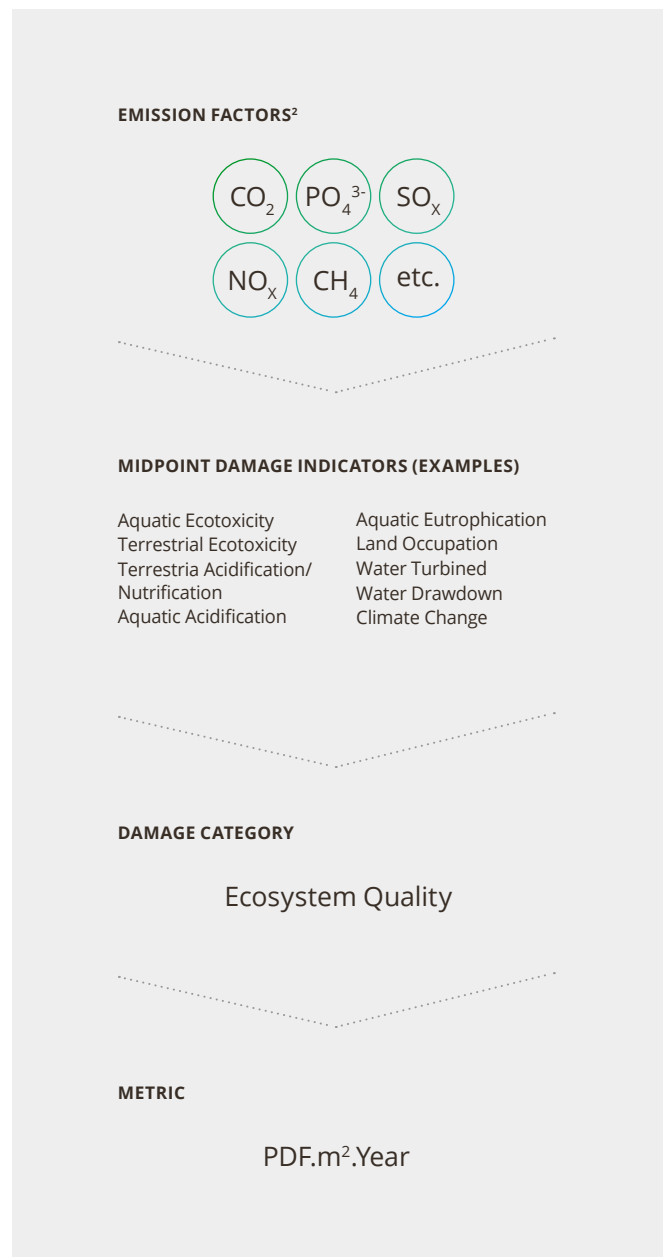 EMISSION FACTORS²
CO₂ PO₄³⁻ SOₓ
NOₓ CH₄ etc.
MIDPOINT DAMAGE INDICATORS (EXAMPLES)
Aquatic Ecotoxicity
Terrestrial Ecotoxicity
Terrestria Acidification/
Nutrification
Aquatic Acidification
Aquatic Eutrophication
Land Occupation
Water Turbined
Water Drawdown
Climate Change
DAMAGE CATEGORY
Ecosystem Quality
METRIC
PDF.m².Year